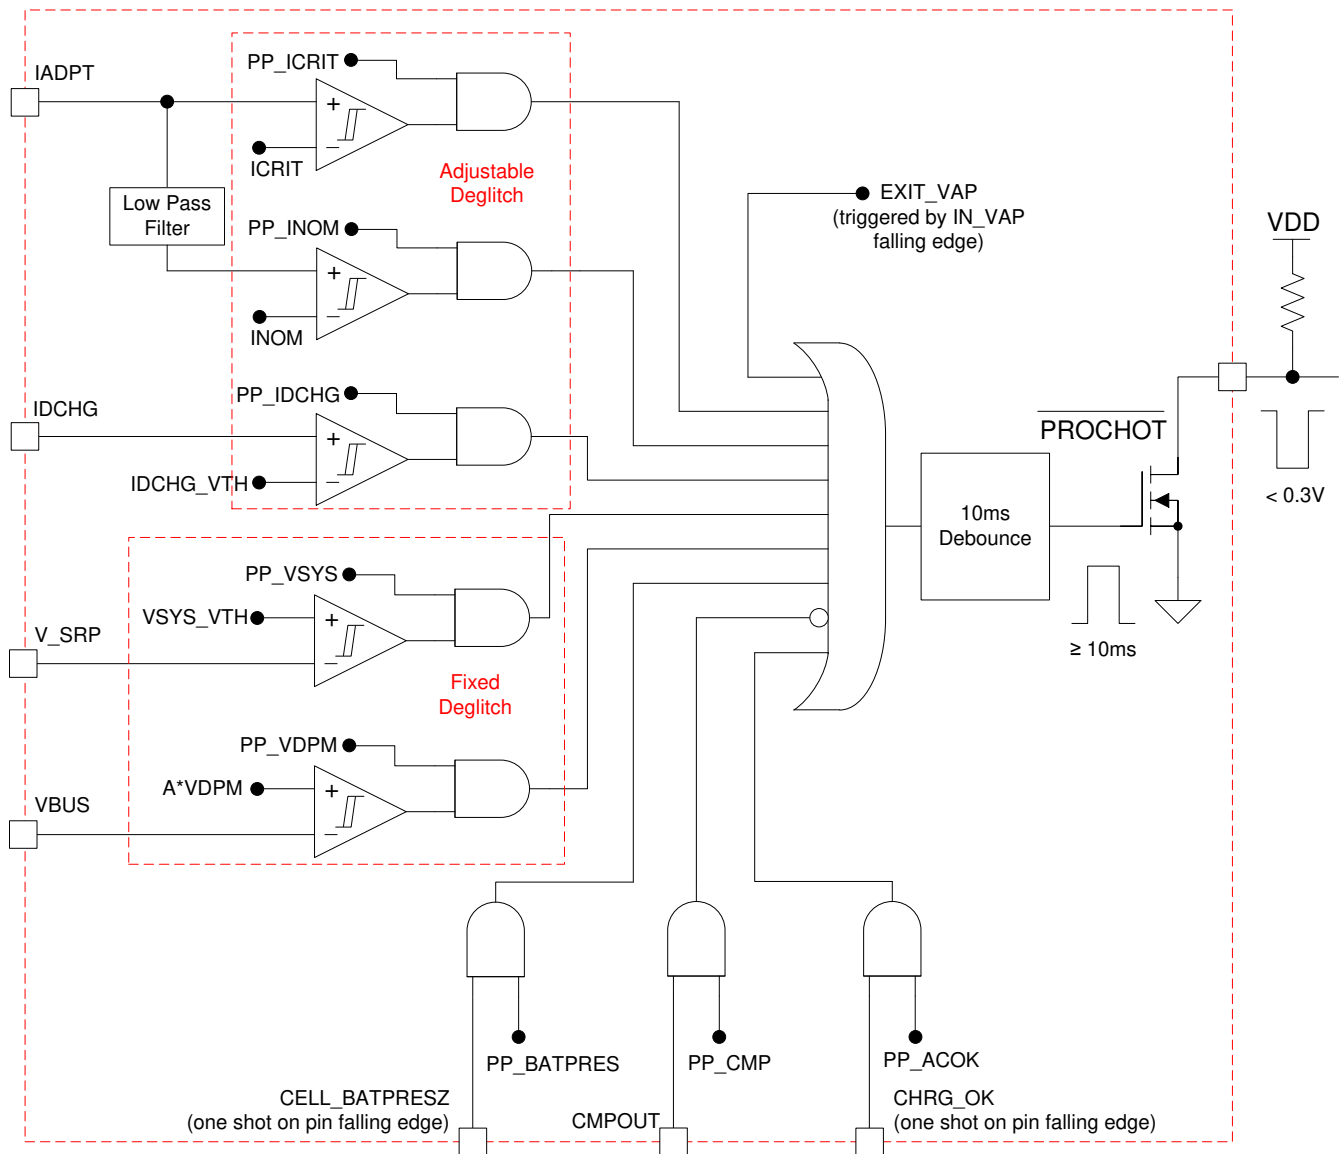 IADPT
PP_ICRIT
+
−
ICRIT
Adjustable
Deglitch
Low Pass
Filter
PP_INOM
+
−
INOM
EXIT_VAP
(triggered by IN_VAP
falling edge)
VDD
IDCHG
PP_IDCHG
+
−
IDCHG_VTH
PROCHOT
< 0.3V
10ms
Debounce
≥ 10ms
PP_VSYS
VSYS_VTH
+
−
V_SRP
Fixed
Deglitch
PP_VDPM
A*VDPM
+
−
VBUS
PP_BATPRES
PP_CMP
PP_ACOK
CELL_BATPRESZ
(one shot on pin falling edge)
CMPOUT
CHRG_OK
(one shot on pin falling edge)